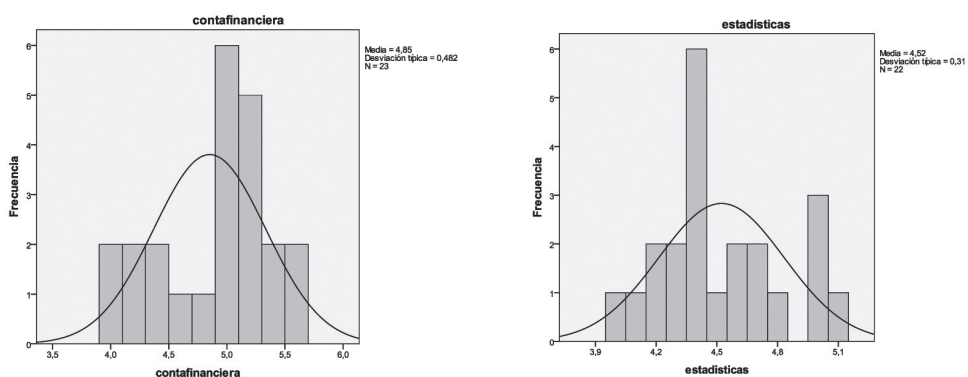 contafinanciera
Media = 4,85
Desviación típica = 0,482
N = 23
Frecuencia
6
5
4
3
2
1
0
3,5 4,0 4,5 5,0 5,5 6,0
contafinanciera
estadisticas
Media = 4,52
Desviación típica = 0,31
N = 22
Frecuencia
6
5
4
3
2
1
0
3,9 4,2 4,5 4,8 5,1
estadisticas